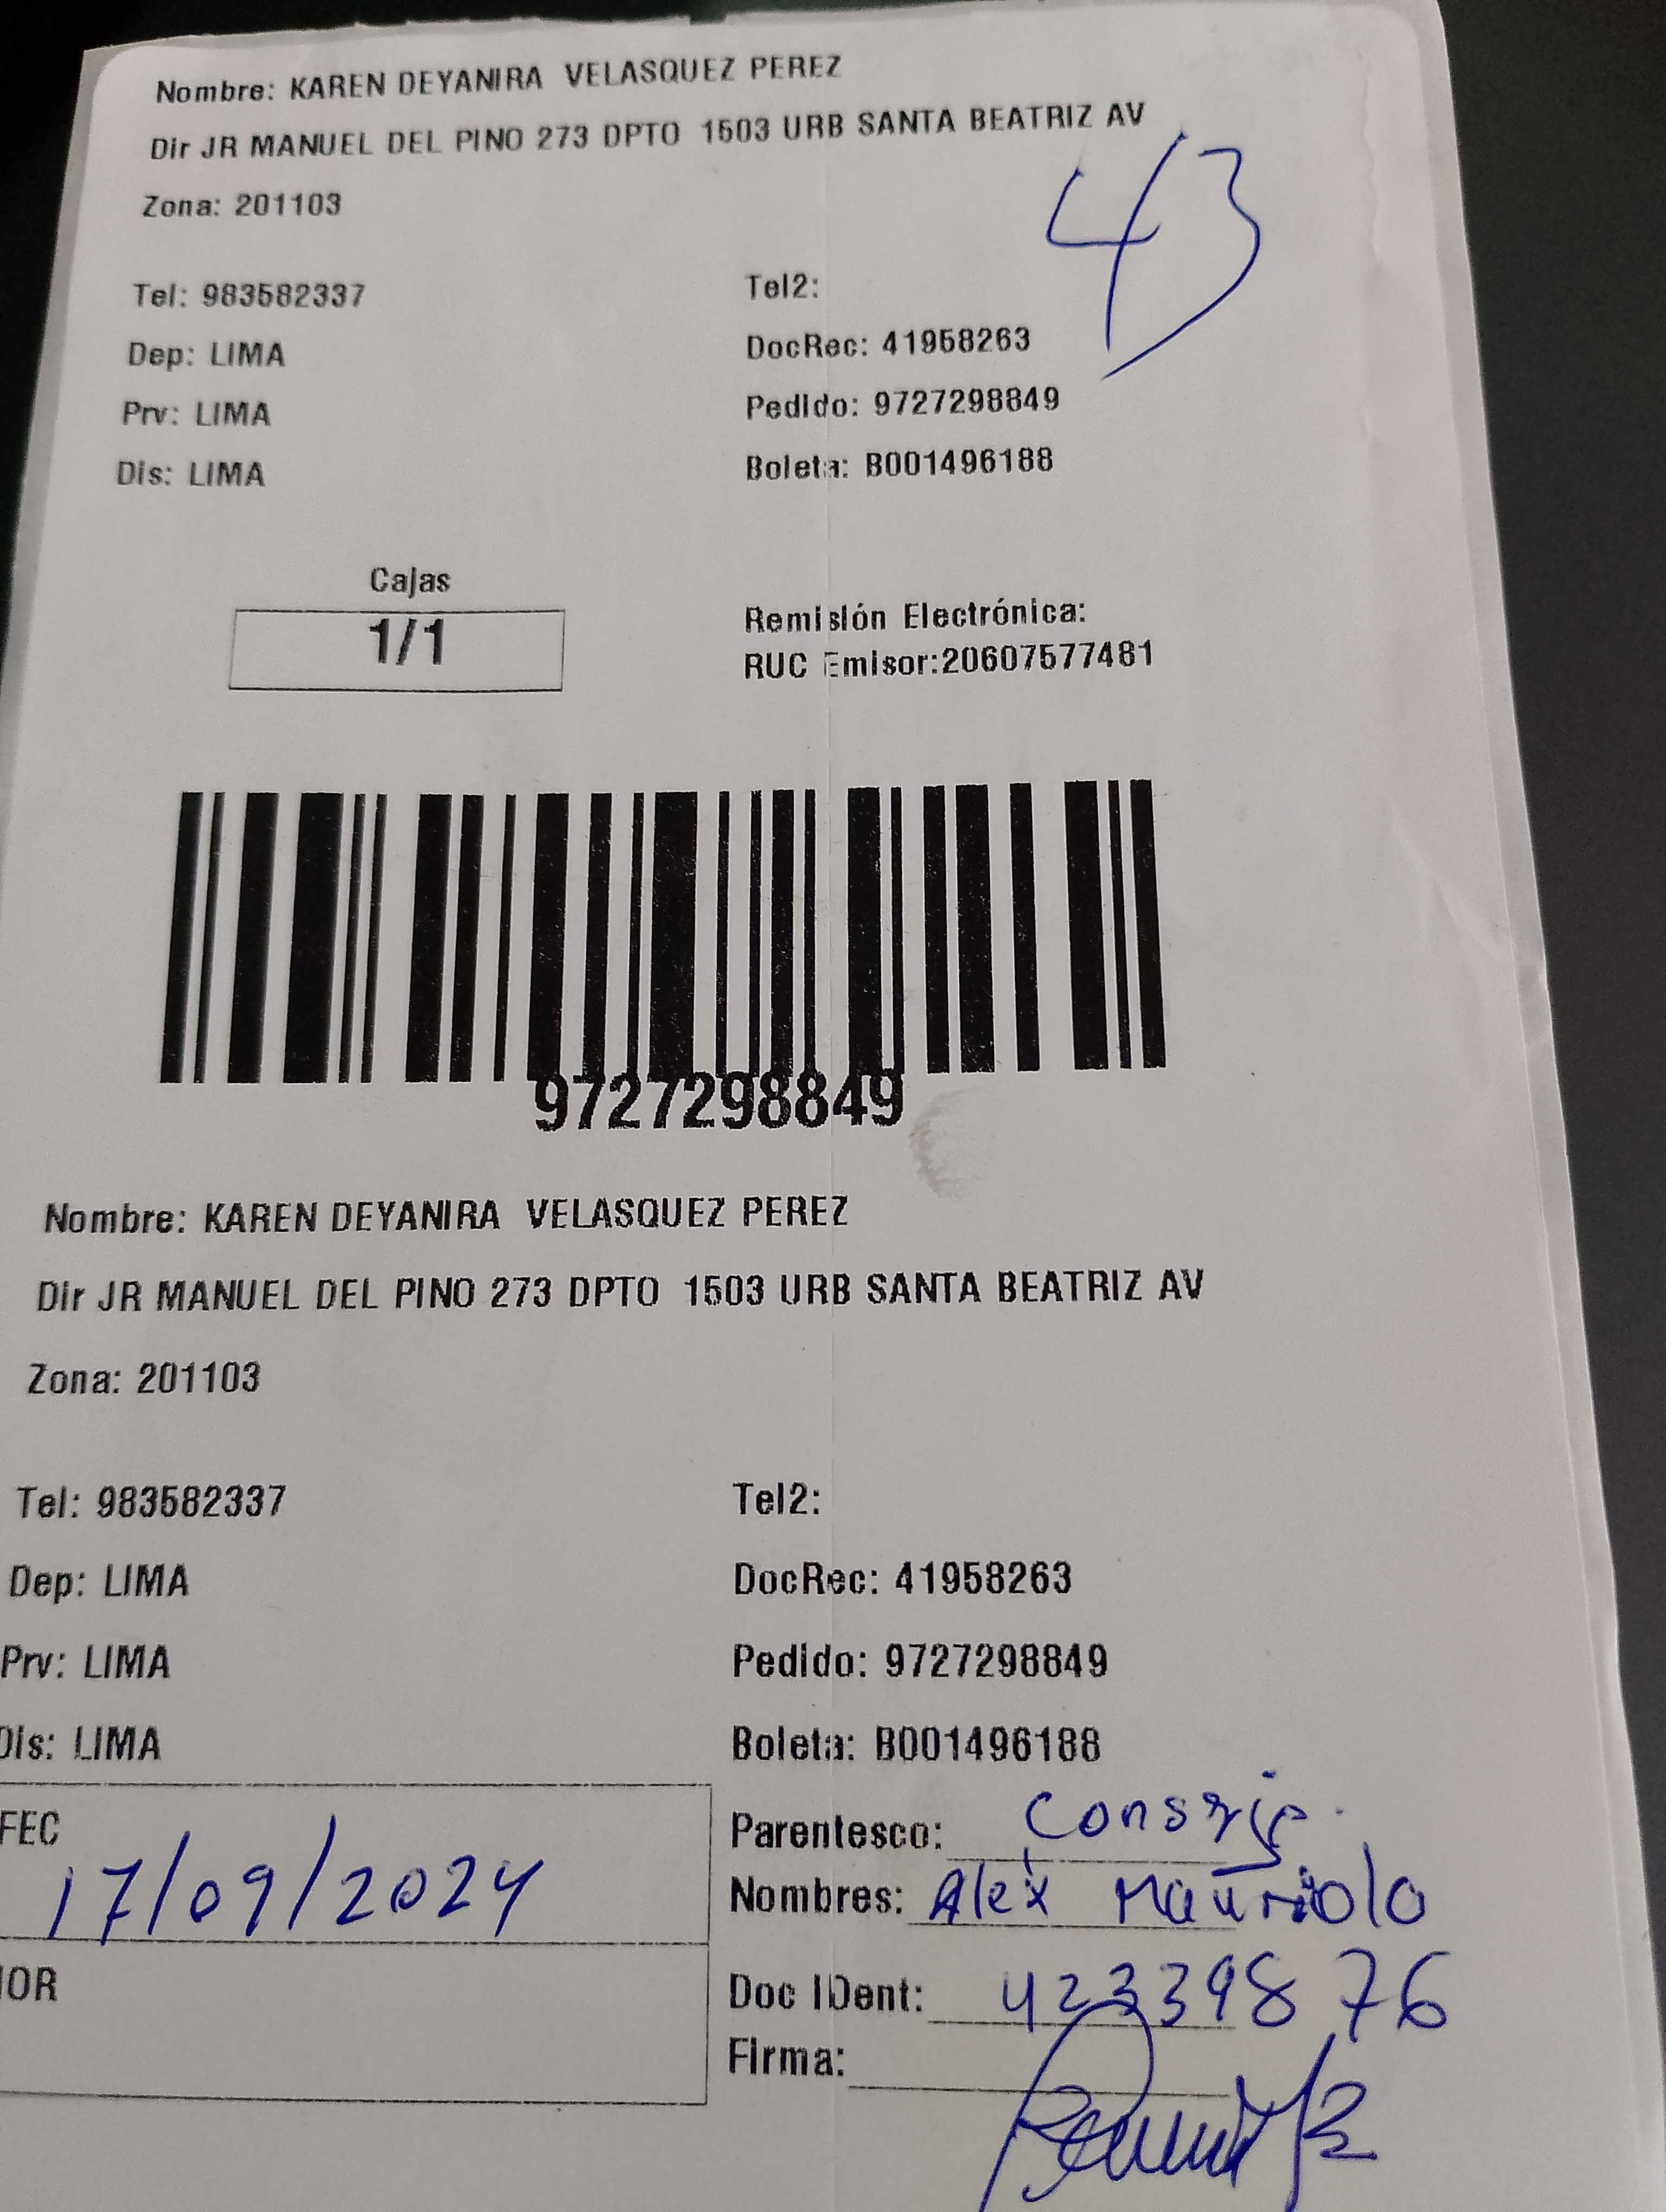 Nombre: KAREN DEYANIRA VELASQUEZ PEREZ
Dir JR MANUEL DEL PINO 273 DPTO 1503 URB SANTA BEATRIZ AV
43
Zona: 201103
Tel: 983582337 Tel2:
Dep: LIMA DocRec: 41958263
Prv: LIMA Pedido: 9727298849
Dis: LIMA Boleta: B001496188
Cajas
1/1
Remisión Electrónica:
RUC Emisor:20607577481
9727298849
Nombre: KAREN DEYANIRA VELASQUEZ PEREZ
Dir JR MANUEL DEL PINO 273 DPTO 1503 URB SANTA BEATRIZ AV
Zona: 201103
Tel: 983582337 Tel2:
Dep: LIMA DocRec: 41958263
Prv: LIMA Pedido: 9727298849
Dis: LIMA Boleta: B001496188
FEC
17/09/2024
Parentesco: Conserje.
Nombres: Alex Mauriolo
IOR
Doc IDent: 42339876
Firma: